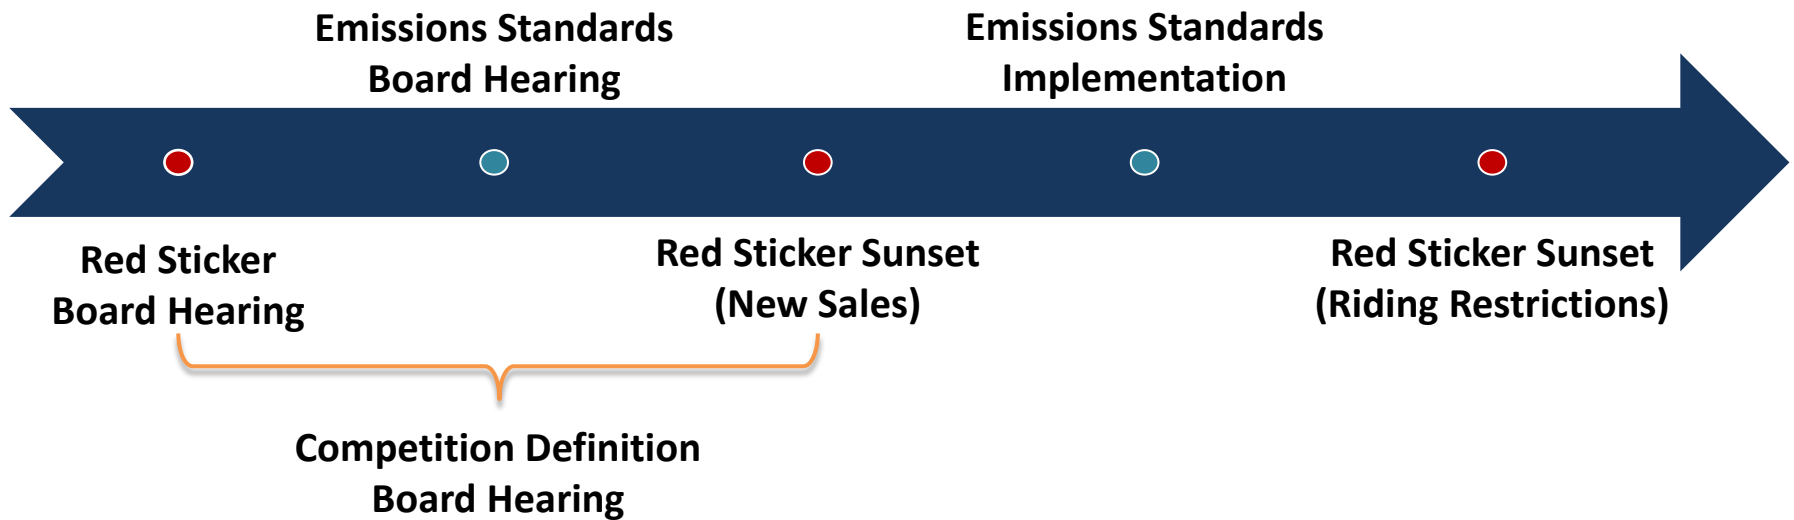 Emissions Standards
Board Hearing
Emissions Standards
Implementation
Red Sticker
Board Hearing
Red Sticker Sunset
(New Sales)
Red Sticker Sunset
(Riding Restrictions)
Competition Definition
Board Hearing